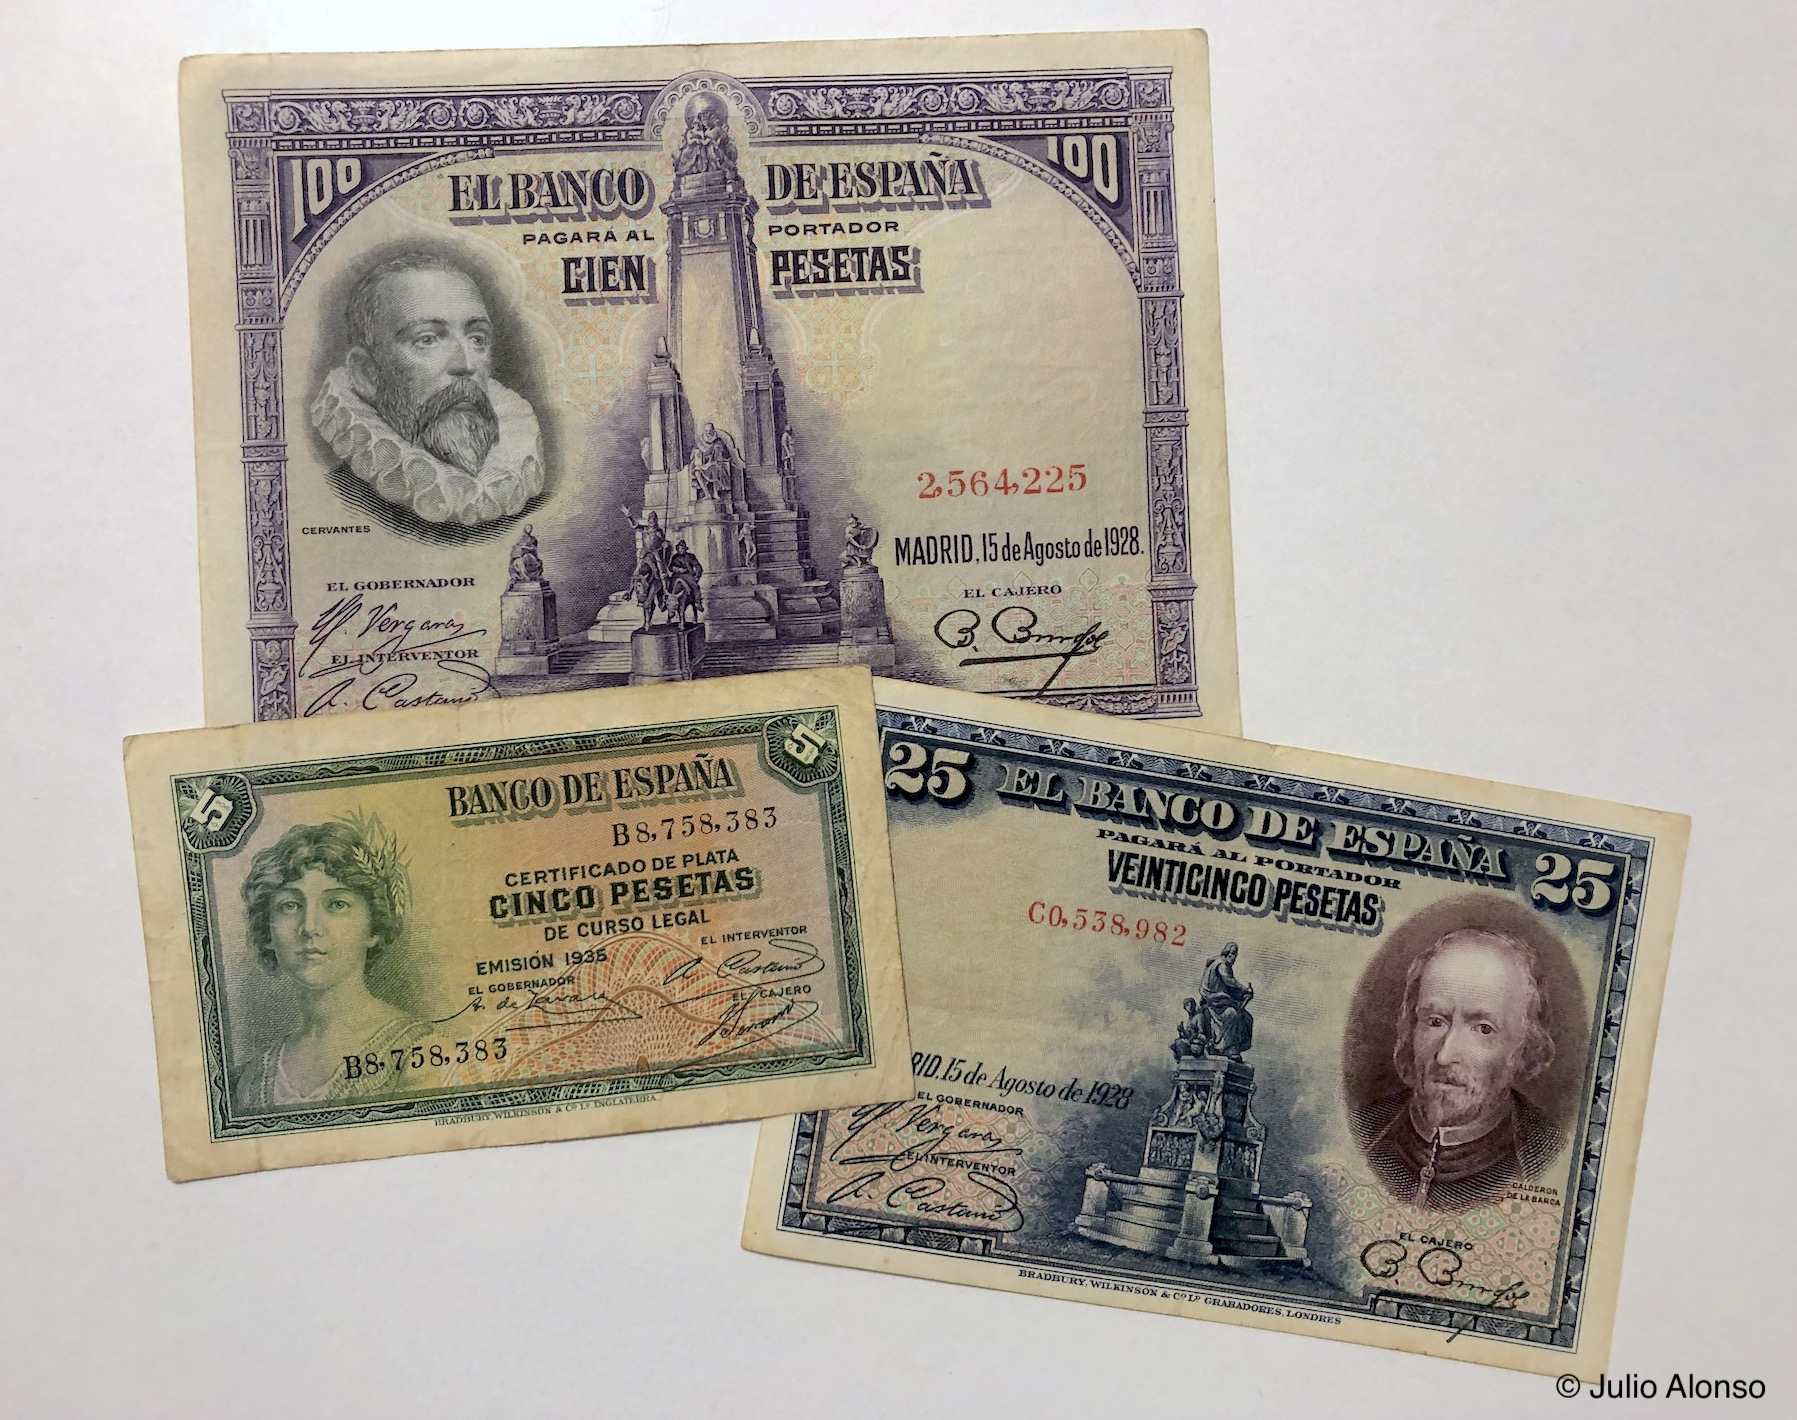 100 100
EL BANCO DE ESPAÑA
PAGARÁ AL PORTADOR
CIEN PESETAS
2,564,225
CERVANTES
MADRID, 15 de Agosto de 1928.
EL GOBERNADOR
EL CAJERO
EL INTERVENTOR
5 5
BANCO DE ESPAÑA
B8,758,383
CERTIFICADO DE PLATA
CINCO PESETAS
DE CURSO LEGAL
EMISIÓN 1935
EL INTERVENTOR
EL GOBERNADOR
EL CAJERO
B8,758,383
BRADBURY, WILKINSON & Cº Lᴰ INGLATERRA.
25 25
EL BANCO DE ESPAÑA
PAGARÁ AL PORTADOR
VEINTICINCO PESETAS
C0,538,982
RID, 15 de Agosto de 1928
EL GOBERNADOR
EL INTERVENTOR
CALDERON
DE LA BARCA
EL CAJERO
BRADBURY, WILKINSON & Cº Lᴰ GRABADORES, LONDRES
© Julio Alonso